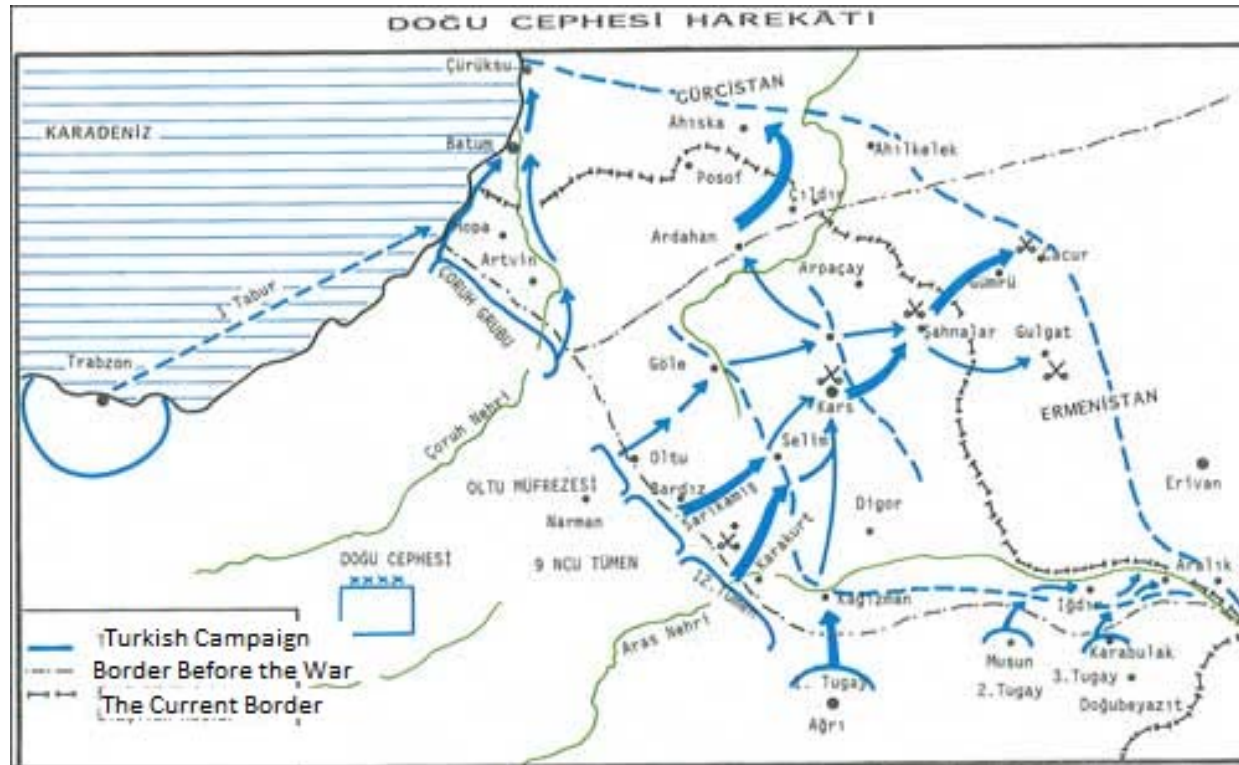 DOĞU CEPHESİ HAREKÂTI
Çürüksu
GÜRCİSTAN
KARADENİZ
Ahıska
Batum
Ahılkelek
Posof
Çıldır
Hopa
Ardahan
Artvin
Arpaçay
Lacur
Gümrü
1 Tabur
ÇORUH GRUBU
Şahnalar
Gulgat
Trabzon
Göle
Kars
ERMENİSTAN
Çoruh Nehri
Selim
Oltu
OLTU MÜFREZESİ
Bardız
Erivan
Sarıkamış
Narman
Digor
DOĞU CEPHESİ
9 NCU TÜMEN
Karakurt
12.Tümen
Aralık
Kağızman
Iğdır
Aras Nehri
Turkish Campaign
Border Before the War
The Current Border
Musun
Karabulak
1. Tugay
2.Tugay
3.Tugay
Doğubeyazıt
Ağrı